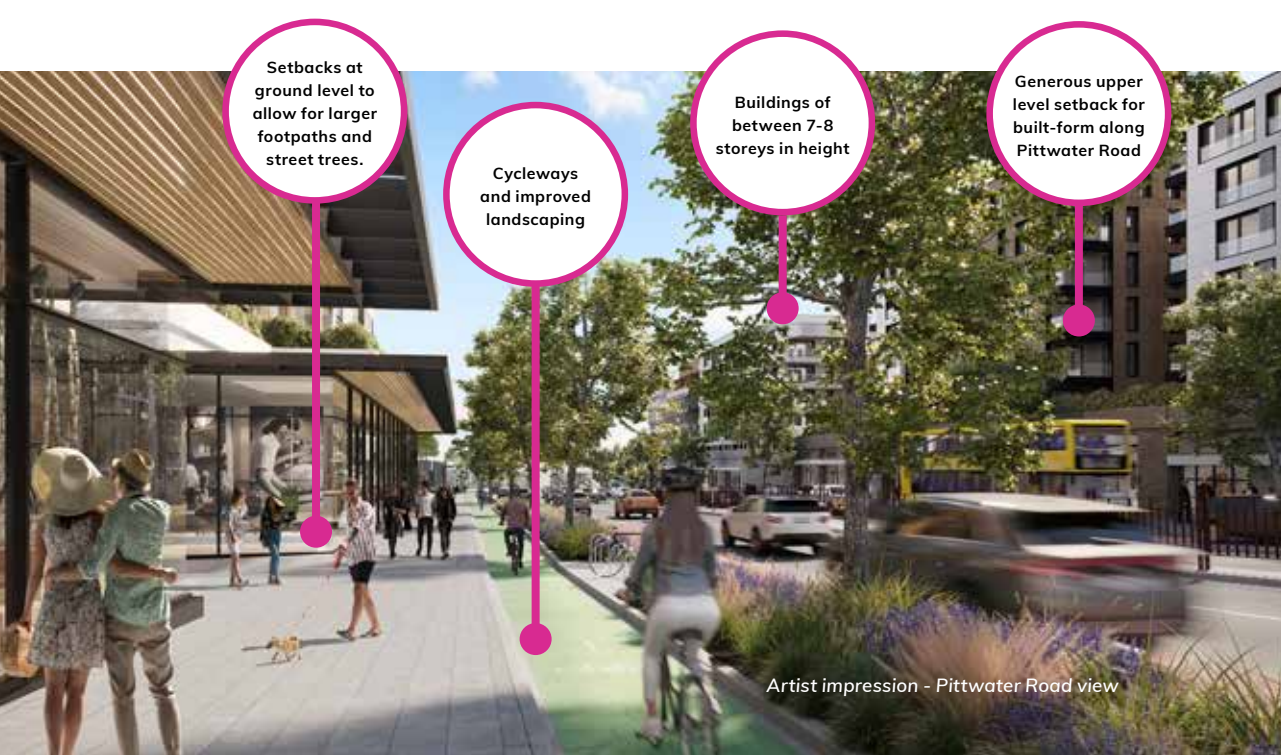 Setbacks at
ground level to
allow for larger
footpaths and
street trees.
Cycleways
and improved
landscaping
Buildings of
between 7-8
storeys in height
Generous upper
level setback for
built-form along
Pittwater Road
Artist impression - Pittwater Road view